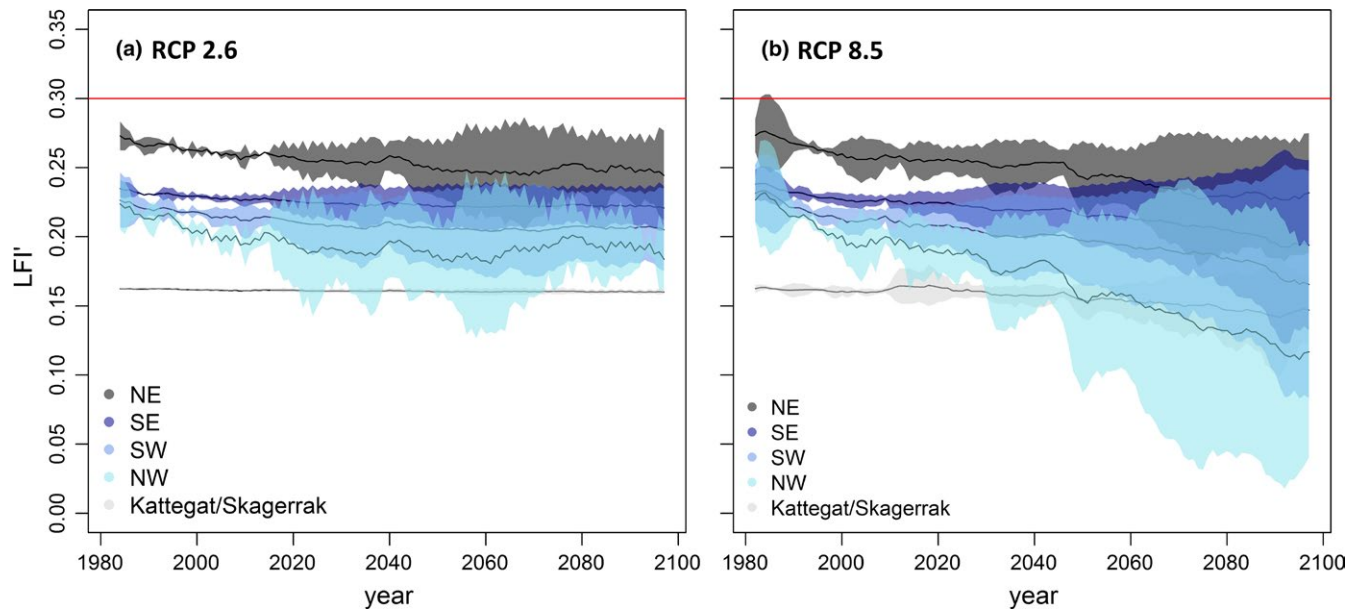 (a) RCP 2.6
LFI'
0.35
0.30
0.25
0.20
0.15
0.10
0.05
0.00
NE
SE
SW
NW
Kattegat/Skagerrak
1980 2000 2020 2040 2060 2080 2100
year
(b) RCP 8.5
NE
SE
SW
NW
Kattegat/Skagerrak
1980 2000 2020 2040 2060 2080 2100
year